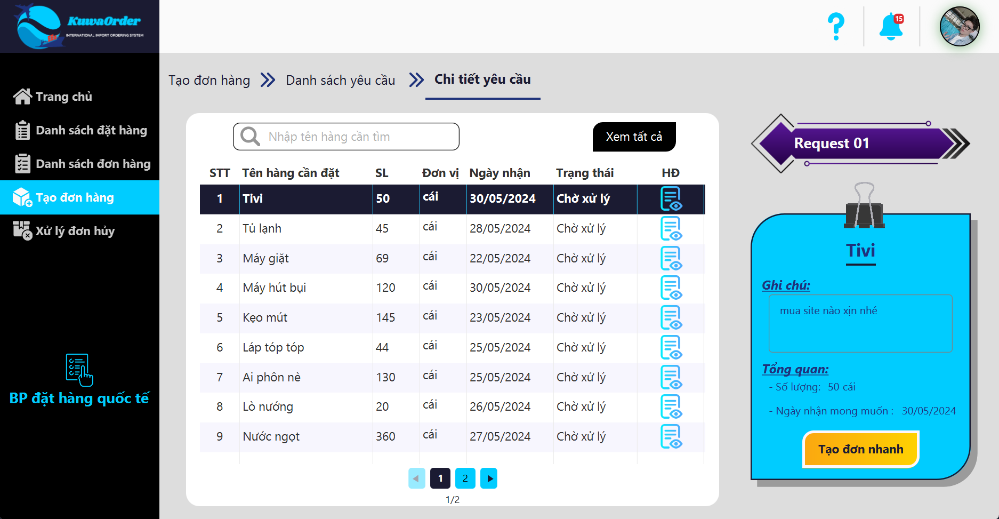 KuwaOrder
INTERNATIONAL IMPORT ORDERING SYSTEM
15
Trang chủ
Danh sách đặt hàng
Danh sách đơn hàng
Tạo đơn hàng
Xử lý đơn hủy
BP đặt hàng quốc tế
Tạo đơn hàng Danh sách yêu cầu Chi tiết yêu cầu
Nhập tên hàng cần tìm
Xem tất cả
STT Tên hàng cần đặt SL Đơn vị Ngày nhận Trạng thái HĐ
1 Tivi 50 cái 30/05/2024 Chờ xử lý
2 Tủ lạnh 45 cái 28/05/2024 Chờ xử lý
3 Máy giặt 69 cái 22/05/2024 Chờ xử lý
4 Máy hút bụi 120 cái 30/05/2024 Chờ xử lý
5 Kẹo mút 145 cái 23/05/2024 Chờ xử lý
6 Láp tóp tóp 44 cái 25/05/2024 Chờ xử lý
7 Ai phôn nè 130 cái 25/05/2024 Chờ xử lý
8 Lò nướng 20 cái 26/05/2024 Chờ xử lý
9 Nước ngọt 360 cái 27/05/2024 Chờ xử lý
1 2
1/2
Request 01
Tivi
Ghi chú:
mua site nào xịn nhé
Tổng quan:
- Số lượng: 50 cái
- Ngày nhận mong muốn : 30/05/2024
Tạo đơn nhanh